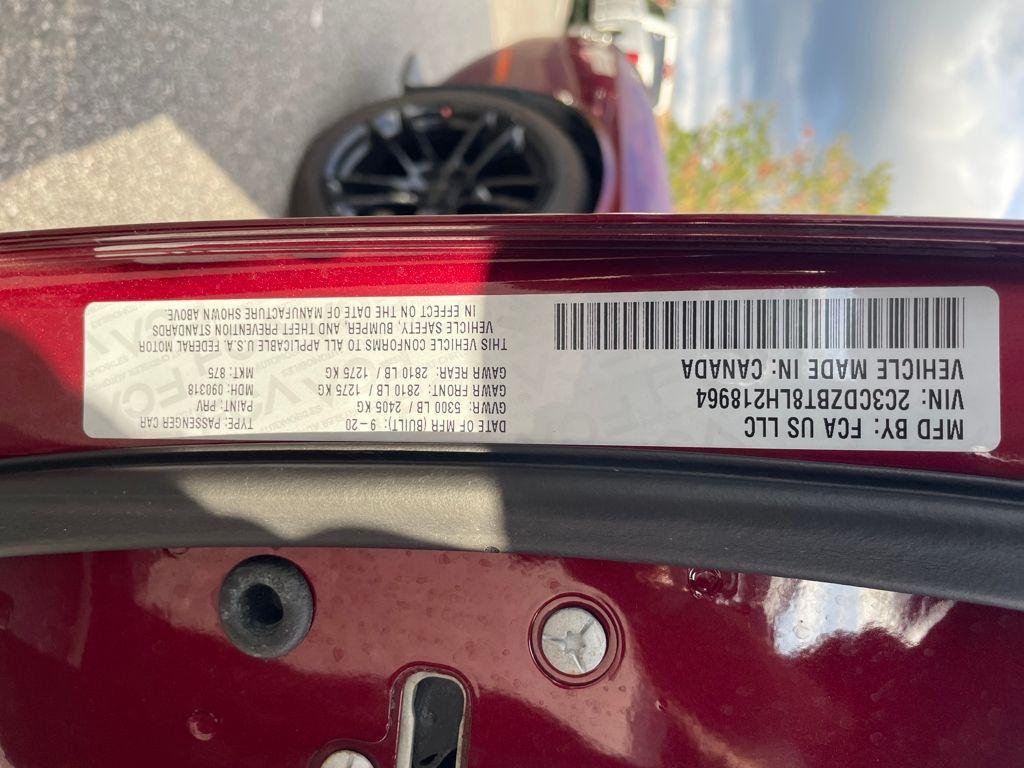 MFD BY: FCA US LLC
VIN: 2C3CDZBT8LH218964
VEHICLE MADE IN: CANADA
DATE OF MFR (BUILT): 9-20
GVWR: 5300 LB / 2405 KG
GAWR FRONT: 2810 LB / 1275 KG
GAWR REAR: 2810 LB / 1275 KG
TYPE: PASSENGER CAR
PAINT: PRV
MDH: 090318
MKT: 875
THIS VEHICLE CONFORMS TO ALL APPLICABLE U.S.A. FEDERAL MOTOR
VEHICLE SAFETY, BUMPER, AND THEFT PREVENTION STANDARDS
IN EFFECT ON THE DATE OF MANUFACTURE SHOWN ABOVE.